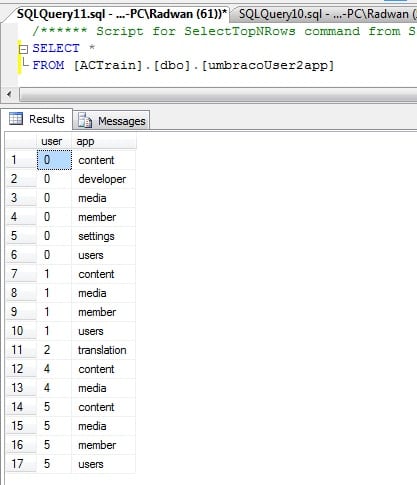 SQLQuery11.sql - ...-PC\Radwan (61))* SQLQuery10.sql - ...-PC\Radwan (
/****** Script for SelectTopNRows command from S
SELECT *
FROM [ACTrain].[dbo].[umbracoUser2app]
Results Messages
user app
1 0 content
2 0 developer
3 0 media
4 0 member
5 0 settings
6 0 users
7 1 content
8 1 media
9 1 member
10 1 users
11 2 translation
12 4 content
13 4 media
14 5 content
15 5 media
16 5 member
17 5 users